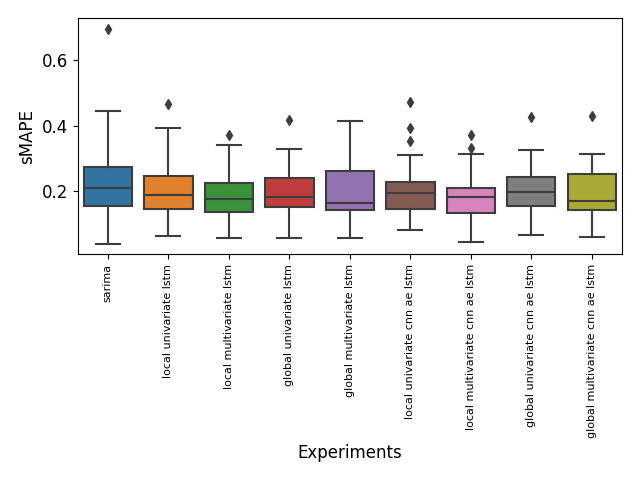 0.6
0.4
0.2
sMAPE
sarima
local univariate lstm
local multivariate lstm
global univariate lstm
global multivariate lstm
local univariate cnn ae lstm
local multivariate cnn ae lstm
global univariate cnn ae lstm
global multivariate cnn ae lstm
Experiments